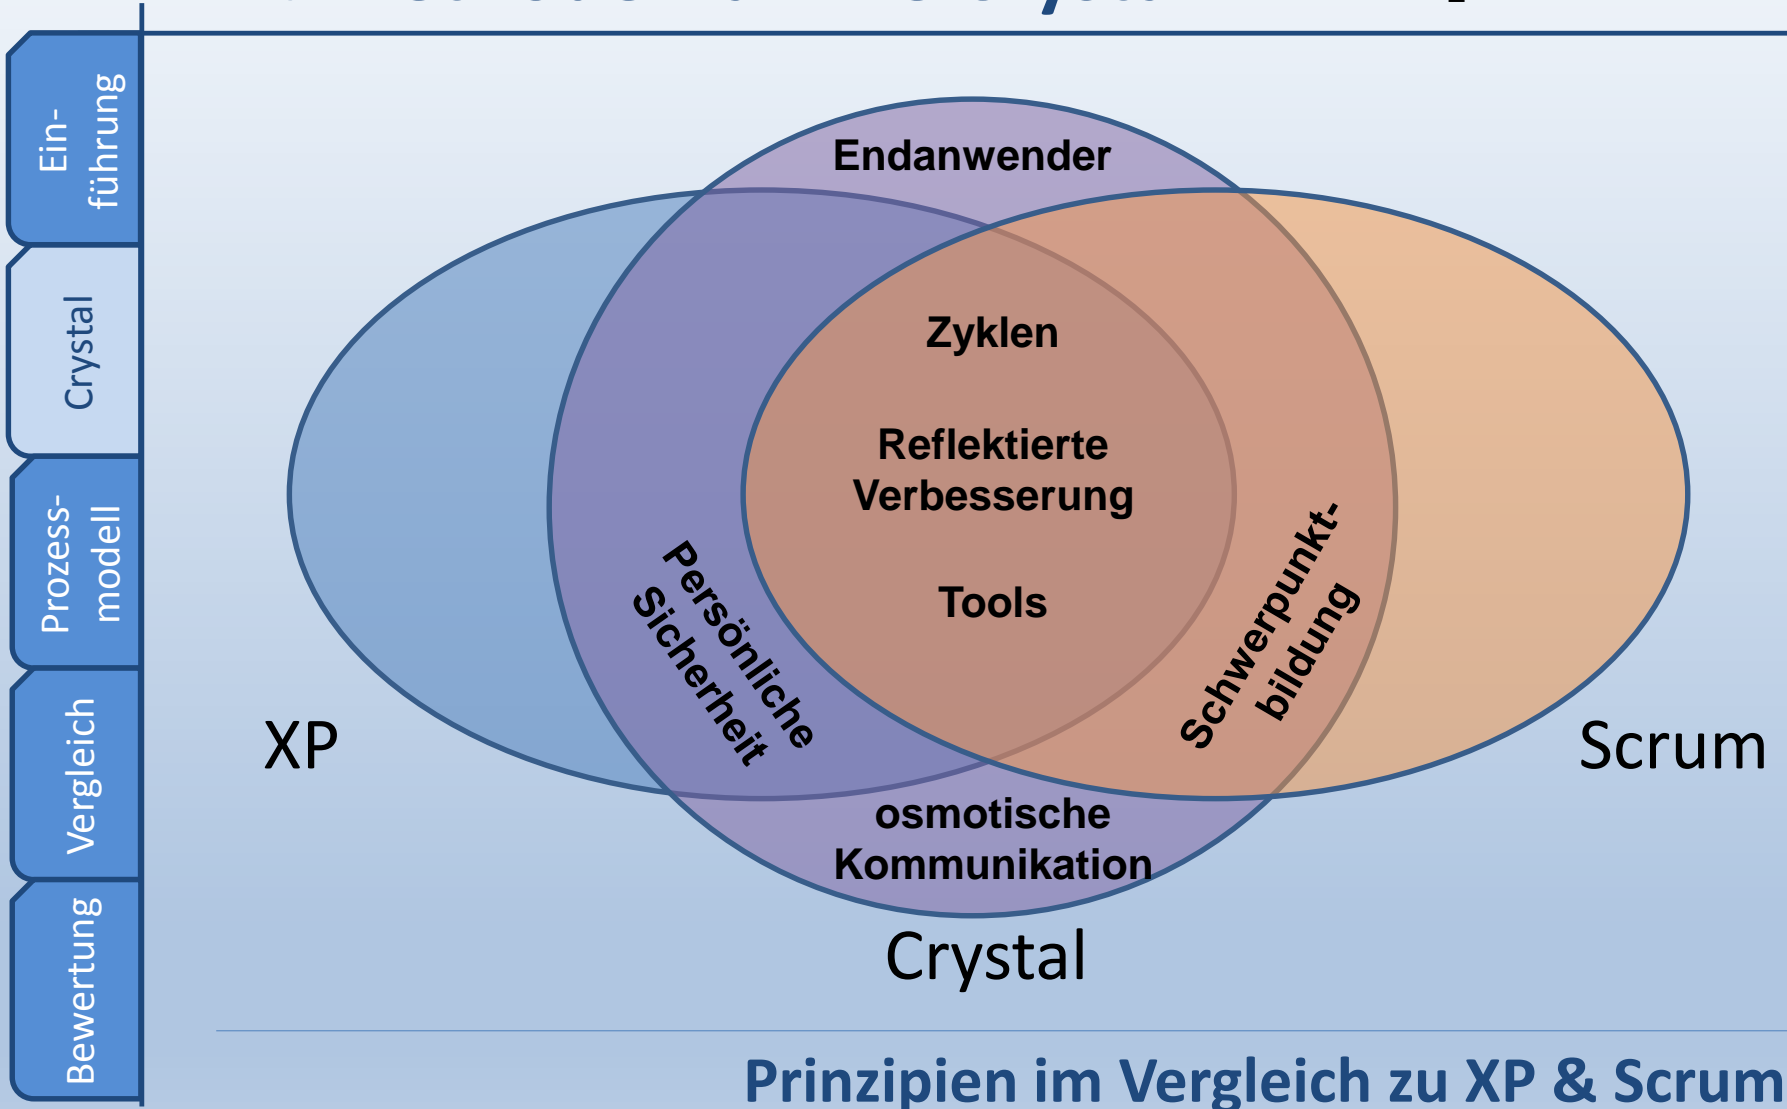 Ein-
führung
Crystal
Prozess-
modell
Vergleich
Bewertung
Endanwender
Zyklen
Reflektierte
Verbesserung
Tools
Persönliche
Sicherheit
Schwerpunkt-
bildung
osmotische
Kommunikation
XP
Scrum
Crystal
Prinzipien im Vergleich zu XP & Scrum